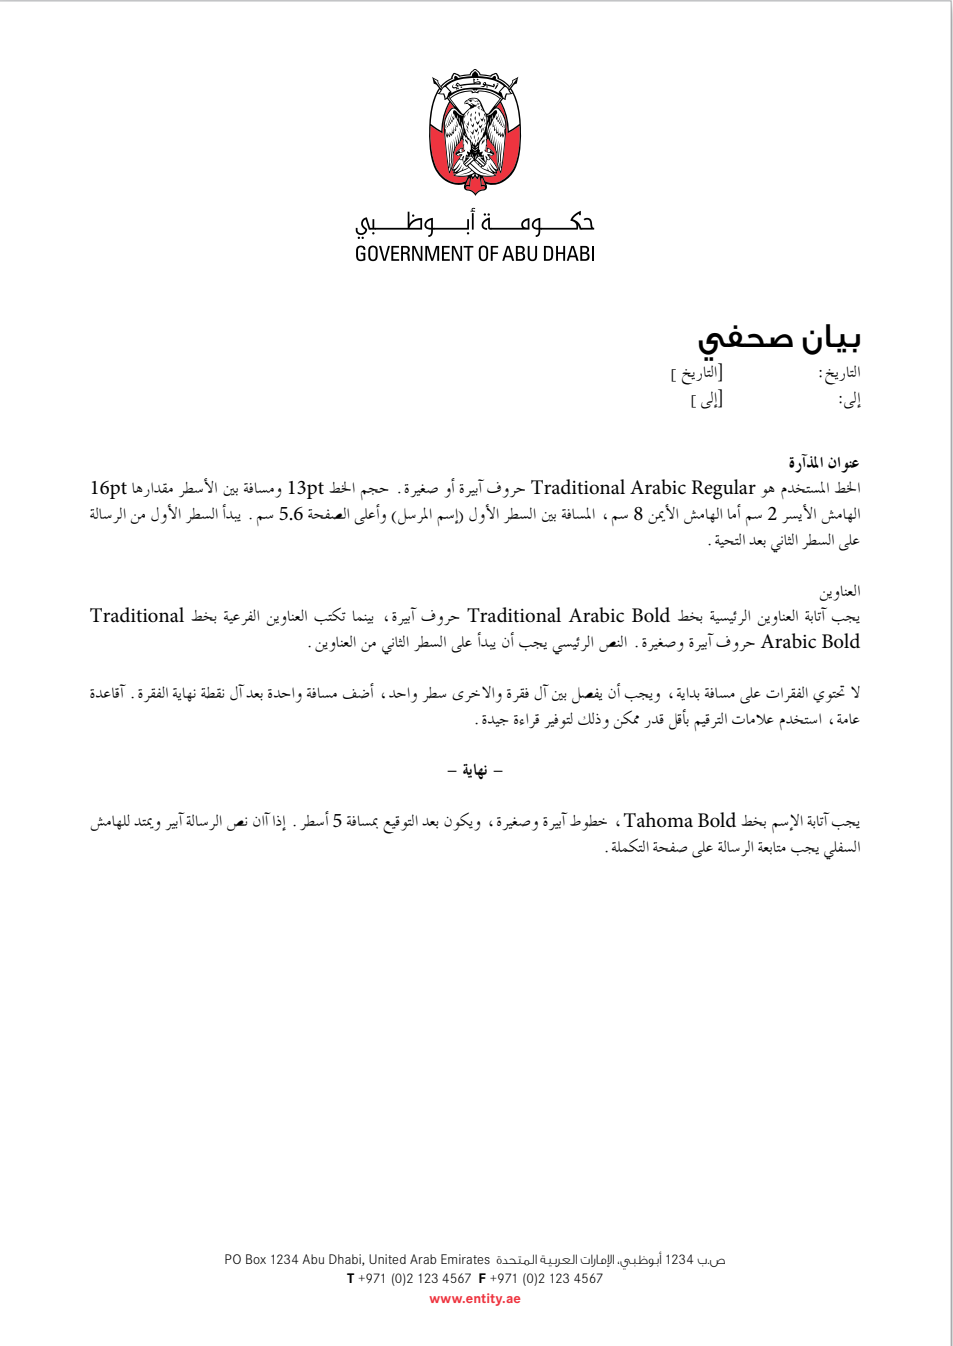 أبوظبي
حكومة أبوظبي
GOVERNMENT OF ABU DHABI
بيان صحفي
التاريخ: [التاريخ ]
إلى: [إلى ]
عنوان المذآرة
الخط المستخدم هو Traditional Arabic Regular حروف آبيرة أو صغيرة. حجم الخط 13pt ومسافة بين الأسطر مقدارها 16pt
الهامش الأيسر 2 سم أما الهامش الأيمن 8 سم، المسافة بين السطر الأول (إسم المرسل) وأعلى الصفحة 5.6 سم. يبدأ السطر الأول من الرسالة
على السطر الثاني بعد التحية.
العناوين
يجب آتابة العناوين الرئيسية بخط Traditional Arabic Bold حروف آبيرة، بينما تكتب العناوين الفرعية بخط Traditional
Arabic Bold حروف آبيرة وصغيرة. النص الرئيسي يجب أن يبدأ على السطر الثاني من العناوين.
لا تحتوي الفقرات على مسافة بداية، ويجب أن يفصل بين آل فقرة والاخرى سطر واحد، أضف مسافة واحدة بعد آل نقطة نهاية الفقرة. آقاعدة
عامة، استخدم علامات الترقيم بأقل قدر ممكن وذلك لتوفير قراءة جيدة.
– نهاية –
يجب آتابة الإسم بخط Tahoma Bold، خطوط آبيرة وصغيرة، ويكون بعد التوقيع بمسافة 5 أسطر. إذا آان نص الرسالة آبير ويمتد للهامش
السفلي يجب متابعة الرسالة على صفحة التكملة.
PO Box 1234 Abu Dhabi, United Arab Emirates ص.ب 1234 أبوظبي، الإمارات العربية المتحدة
T +971 (0)2 123 4567 F +971 (0)2 123 4567
www.entity.ae